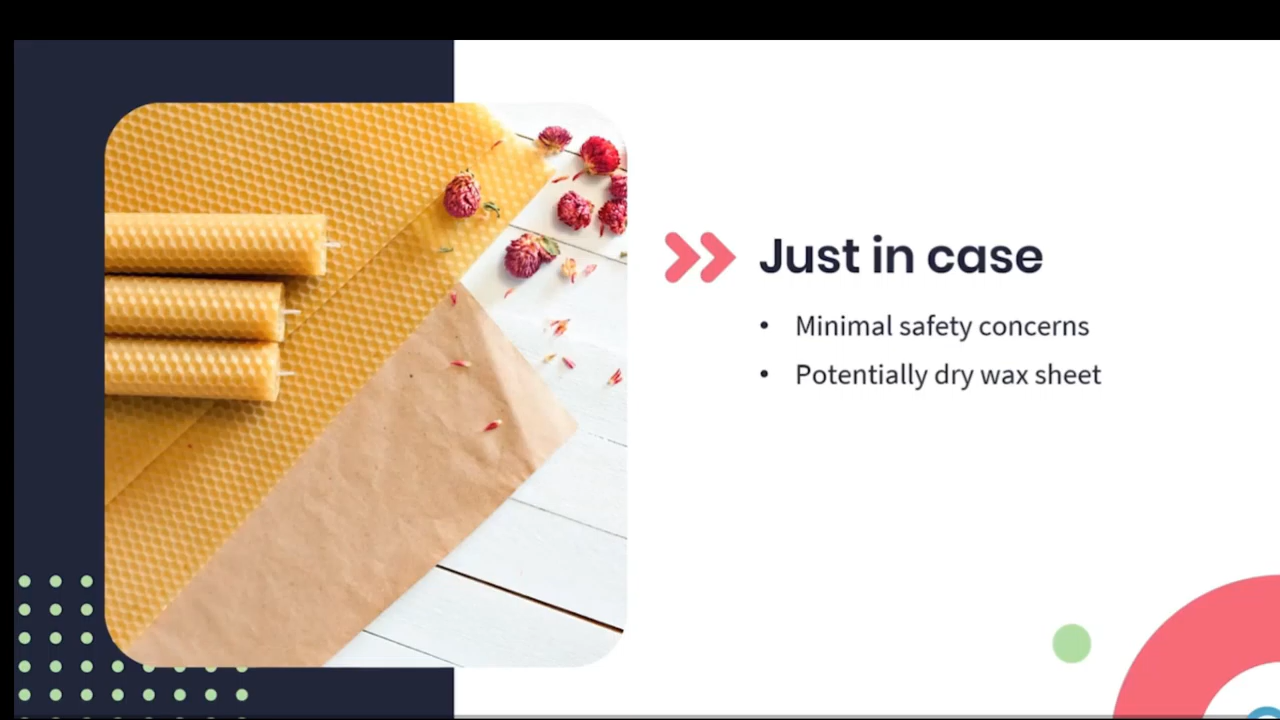 Just in case
• Minimal safety concerns
• Potentially dry wax sheet